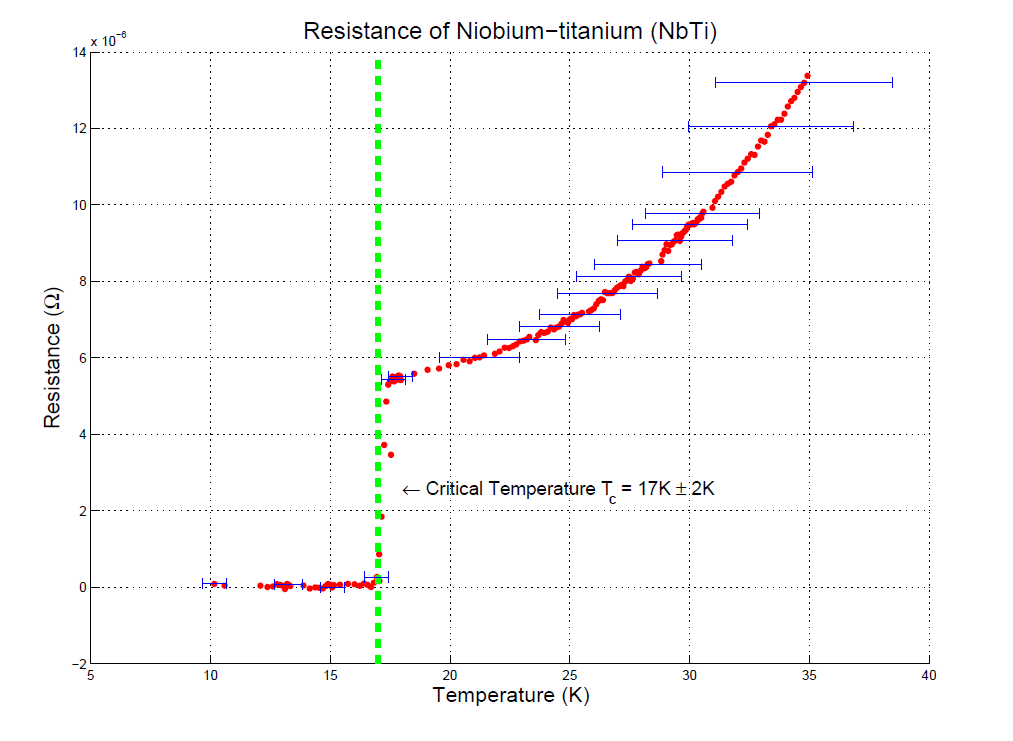 Resistance of Niobium−titanium (NbTi)
x 10−6
14
12
10
8
6
4
2
0
−2
Resistance (Ω)
← Critical Temperature Tc = 17K ± 2K
5 10 15 20 25 30 35 40
Temperature (K)